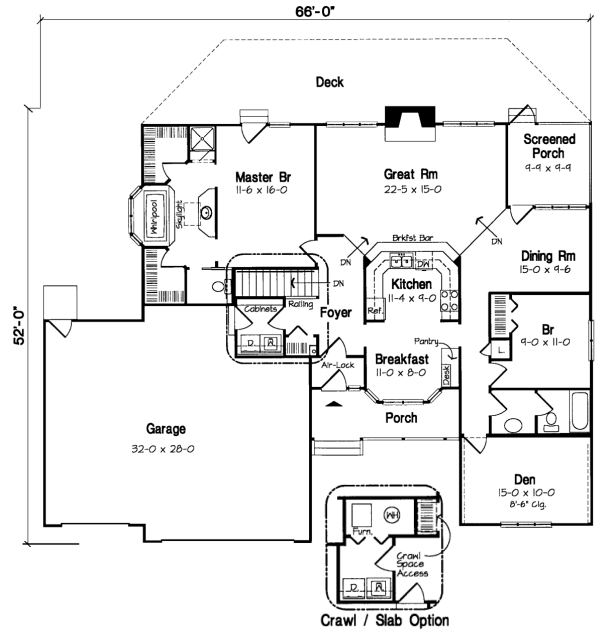 66'-0"
Deck
Screened
Porch
9-9 x 9-9
Master Br
11-6 x 16-0
Great Rm
22-5 x 15-0
Whirlpool
Skylight
Brkfst Bar
DN
DN
Dining Rm
15-0 x 9-6
DW
Kitchen
11-4 x 9-0
DN
Railing
Cabinets
Ref.
Foyer
52'-0"
Br
9-0 x 11-0
L
Pantry
Breakfast
11-0 x 8-0
D
Air-Lock
Desk
Porch
Garage
32-0 x 28-0
Den
15-0 x 10-0
8'-6" Clg.
WH
Furn.
Crawl
Space
Access
D
Crawl / Slab Option